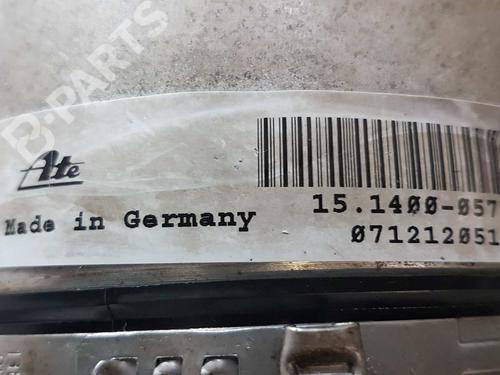 B-PARTS
Ate
15.1400-057
Made in Germany
071212051